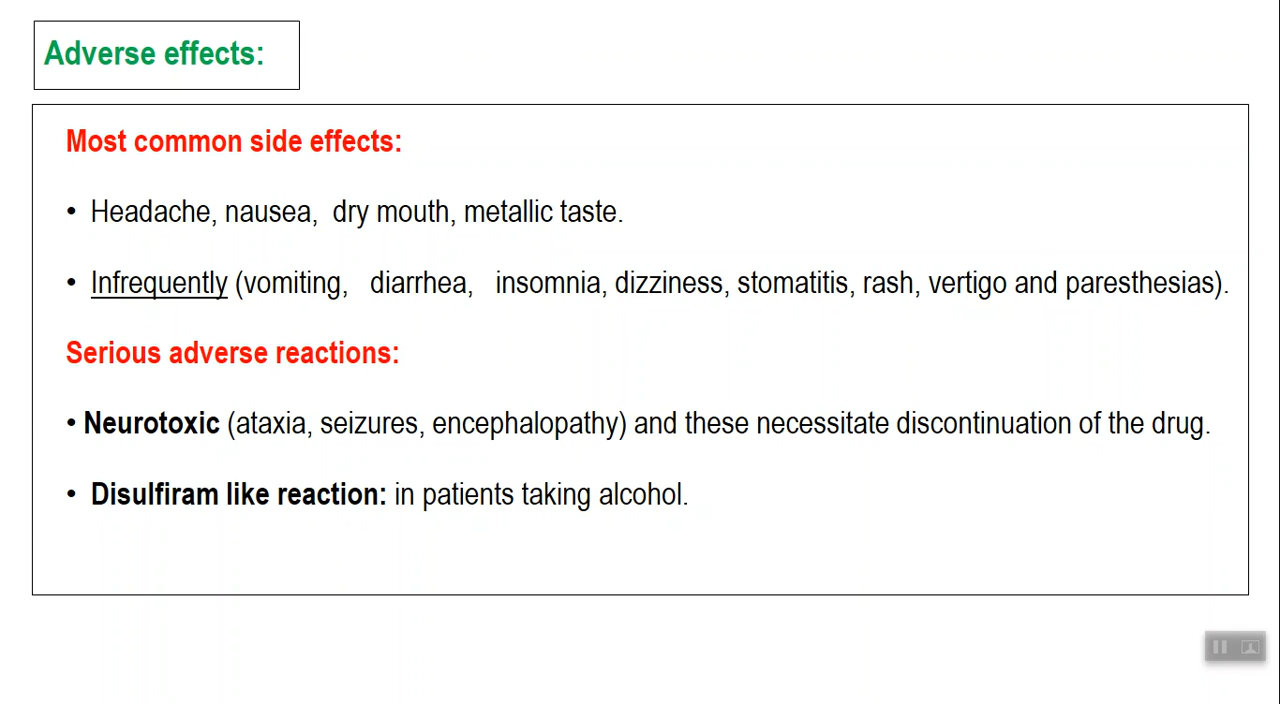 Adverse effects:
Most common side effects:
• Headache, nausea, dry mouth, metallic taste.
• Infrequently (vomiting, diarrhea, insomnia, dizziness, stomatitis, rash, vertigo and paresthesias).
Serious adverse reactions:
• Neurotoxic (ataxia, seizures, encephalopathy) and these necessitate discontinuation of the drug.
• Disulfiram like reaction: in patients taking alcohol.